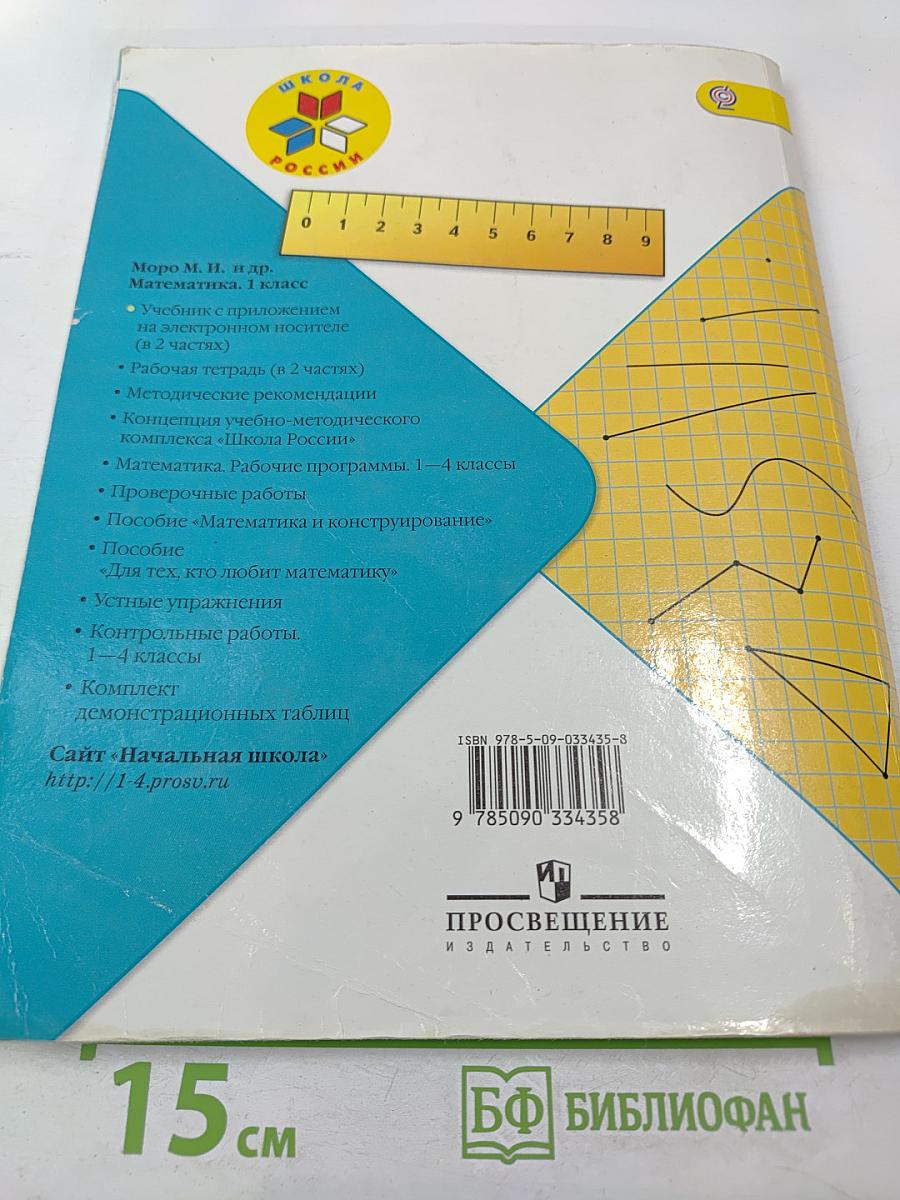 ШКОЛА
РОССИИ
0 1 2 3 4 5 6 7 8 9
Моро М. И. и др.
Математика. 1 класс
• Учебник с приложением
на электронном носителе
(в 2 частях)
• Рабочая тетрадь (в 2 частях)
• Методические рекомендации
• Концепция учебно-методического
комплекса «Школа России»
• Математика. Рабочие программы. 1—4 классы
• Проверочные работы
• Пособие «Математика и конструирование»
• Пособие
«Для тех, кто любит математику»
• Устные упражнения
• Контрольные работы.
1—4 классы
• Комплект
демонстрационных таблиц
Сайт «Начальная школа»
http://1-4.prosv.ru
ISBN 978-5-09-033435-8
9 785090 334358
ИП
ПРОСВЕЩЕНИЕ
ИЗДАТЕЛЬСТВО
15 см
БФ БИБЛИОФАН